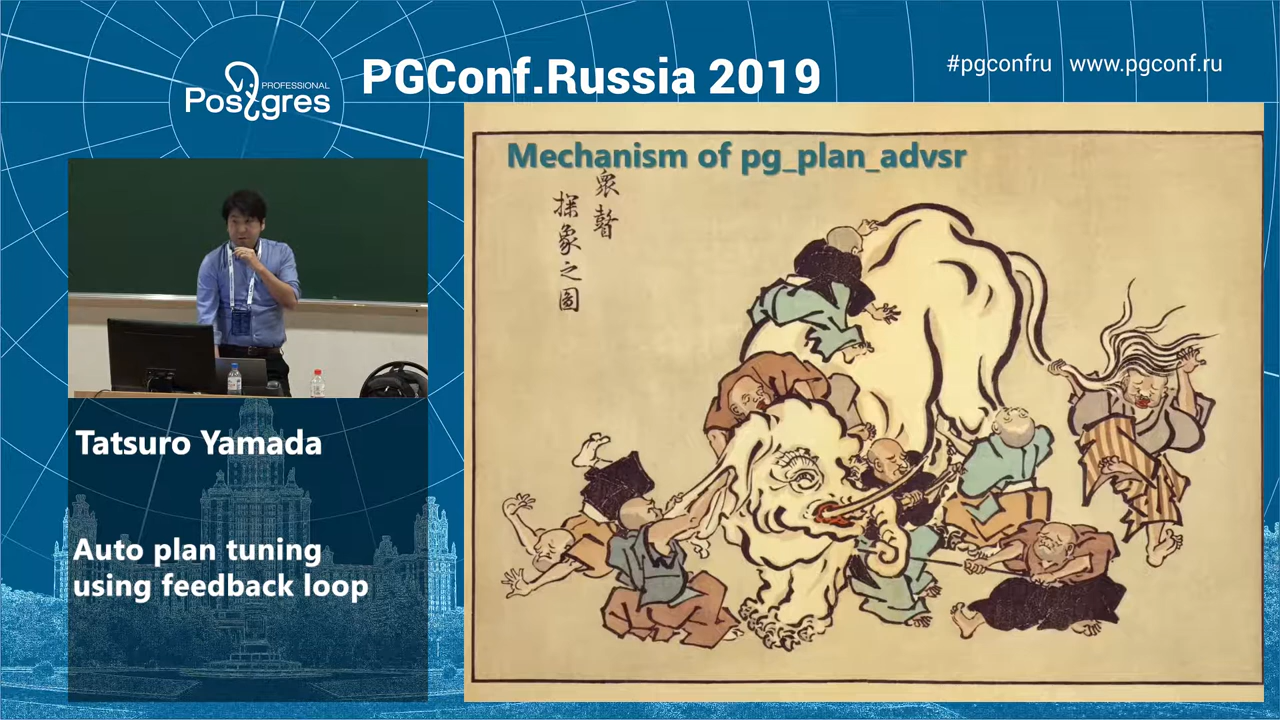 PROFESSIONAL
Postgres
PGConf.Russia 2019
#pgconfru www.pgconf.ru
Mechanism of pg_plan_advsr
衆瞽
探象之圖
Tatsuro Yamada
Auto plan tuning
using feedback loop